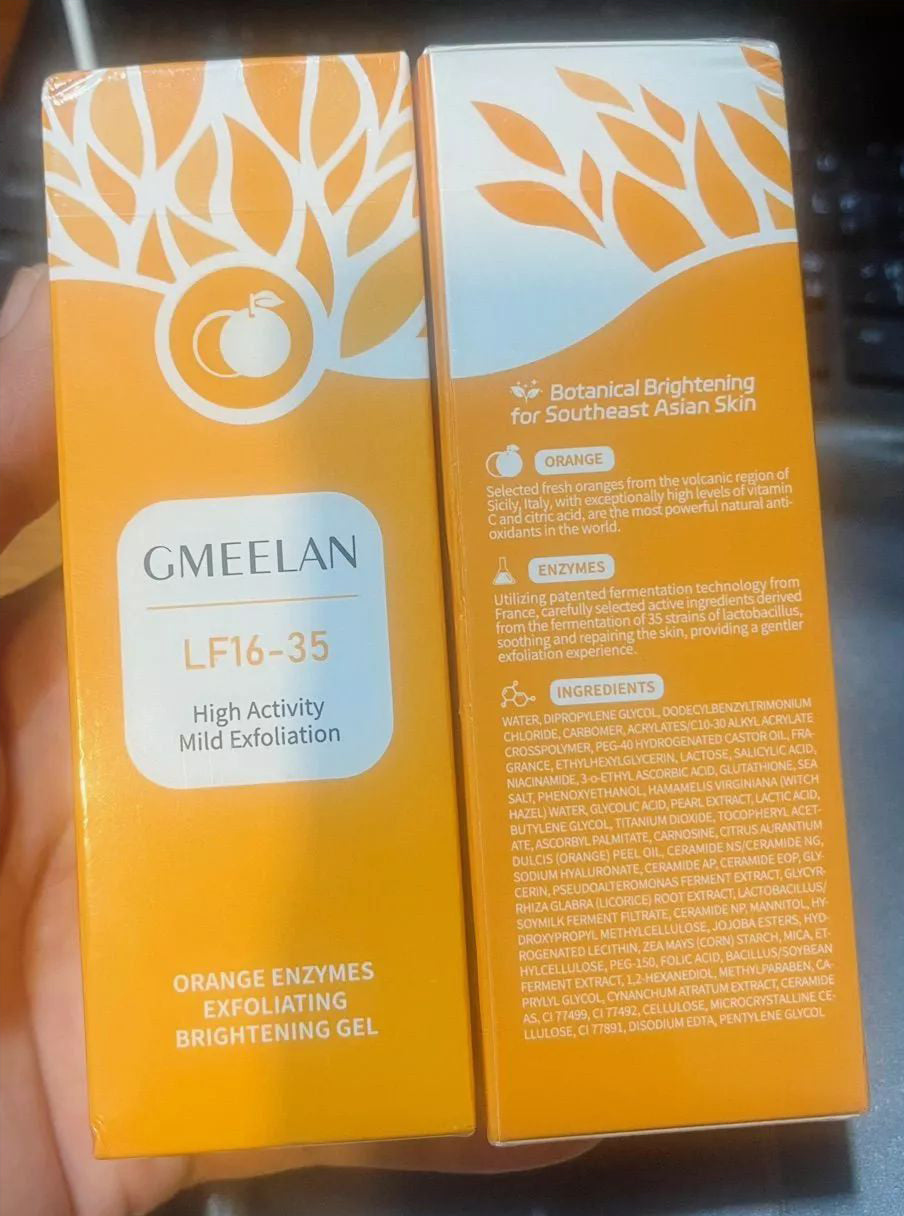 GMEELAN
LF16-35
High Activity
Mild Exfoliation
ORANGE ENZYMES
EXFOLIATING
BRIGHTENING GEL
Botanical Brightening
for Southeast Asian Skin
ORANGE
Selected fresh oranges from the volcanic region of
Sicily, Italy, with exceptionally high levels of vitamin
C and citric acid, are the most powerful natural anti-
oxidants in the world.
ENZYMES
Utilizing patented fermentation technology from
France, carefully selected active ingredients derived
from the fermentation of 35 strains of lactobacillus,
soothing and repairing the skin, providing a gentler
exfoliation experience.
INGREDIENTS
WATER, DIPROPYLENE GLYCOL, DODECYLBENZYLTRIMONIUM
CHLORIDE, CARBOMER, ACRYLATES/C10-30 ALKYL ACRYLATE
CROSSPOLYMER, PEG-40 HYDROGENATED CASTOR OIL, FRA-
GRANCE, ETHYLHEXYLGLYCERIN, LACTOSE, SALICYLIC ACID,
NIACINAMIDE, 3-o-ETHYL ASCORBIC ACID, GLUTATHIONE, SEA
SALT, PHENOXYETHANOL, HAMAMELIS VIRGINIANA (WITCH
HAZEL) WATER, GLYCOLIC ACID, PEARL EXTRACT, LACTIC ACID,
BUTYLENE GLYCOL, TITANIUM DIOXIDE, TOCOPHERYL ACET-
ATE, ASCORBYL PALMITATE, CARNOSINE, CITRUS AURANTIUM
DULCIS (ORANGE) PEEL OIL, CERAMIDE NS/CERAMIDE NG,
SODIUM HYALURONATE, CERAMIDE AP, CERAMIDE EOP, GLY-
CERIN, PSEUDOALTEROMONAS FERMENT EXTRACT, GLYCYR-
RHIZA GLABRA (LICORICE) ROOT EXTRACT, LACTOBACILLUS/
SOYMILK FERMENT FILTRATE, CERAMIDE NP, MANNITOL, HY-
DROXYPROPYL METHYLCELLULOSE, JOJOBA ESTERS, HYD-
ROGENATED LECITHIN, ZEA MAYS (CORN) STARCH, MICA, ET-
HYLCELLULOSE, PEG-150, FOLIC ACID, BACILLUS/SOYBEAN
FERMENT EXTRACT, 1,2-HEXANEDIOL, METHYLPARABEN, CA-
PRYLYL GLYCOL, CYNANCHUM ATRATUM EXTRACT, CERAMIDE
AS, CI 77499, CI 77492, CELLULOSE, MICROCRYSTALLINE CE-
LLULOSE, CI 77891, DISODIUM EDTA, PENTYLENE GLYCOL